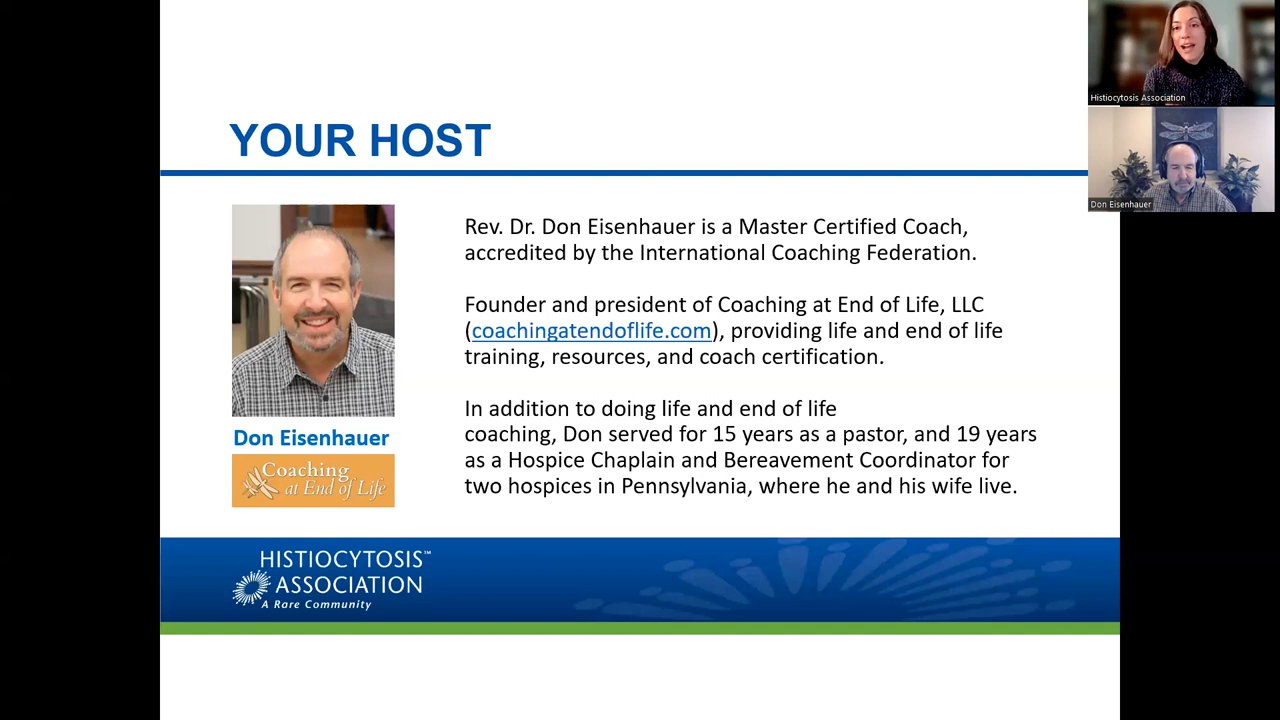 YOUR HOST
Rev. Dr. Don Eisenhauer is a Master Certified Coach,
accredited by the International Coaching Federation.
Founder and president of Coaching at End of Life, LLC
(coachingatendoflife.com), providing life and end of life
training, resources, and coach certification.
In addition to doing life and end of life
coaching, Don served for 15 years as a pastor, and 19 years
as a Hospice Chaplain and Bereavement Coordinator for
two hospices in Pennsylvania, where he and his wife live.
Don Eisenhauer
Coaching
at End of Life
HISTIOCYTOSIS™
ASSOCIATION
A Rare Community
Histiocytosis Association
Don Eisenhauer